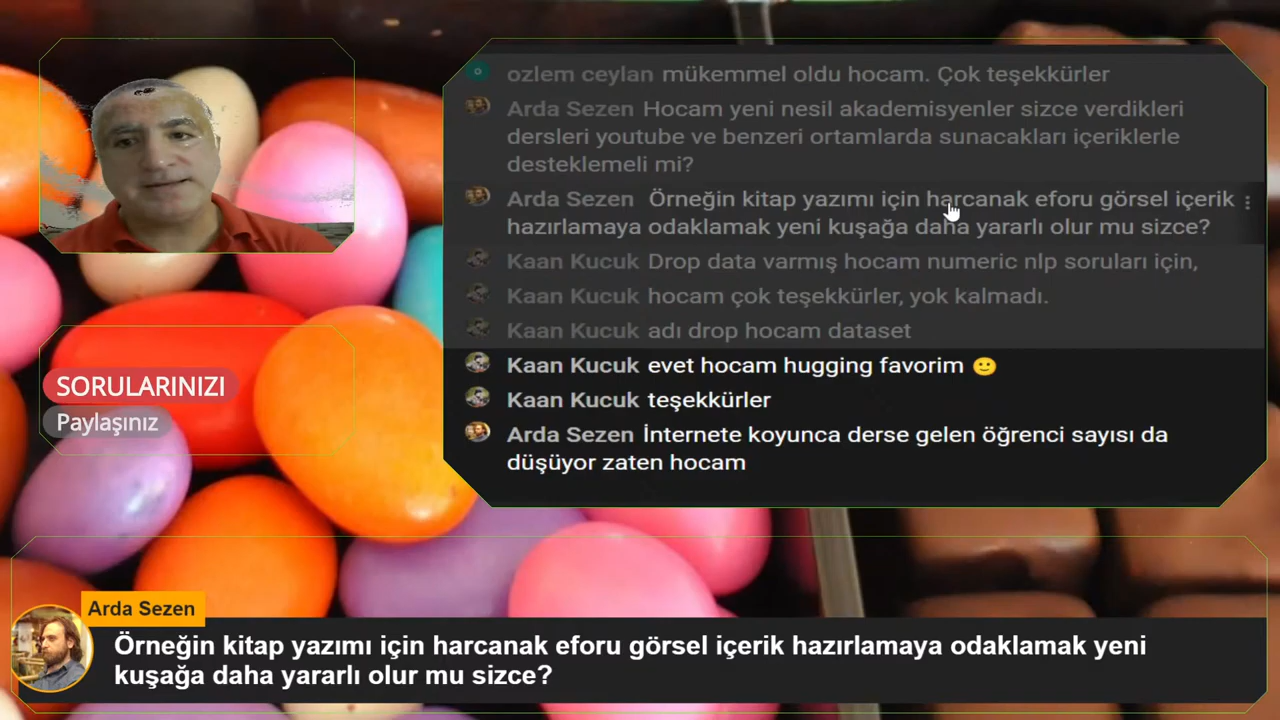 ozlem ceylan mükemmel oldu hocam. Çok teşekkürler
Arda Sezen Hocam yeni nesil akademisyenler sizce verdikleri
dersleri youtube ve benzeri ortamlarda sunacakları içeriklerle
desteklemeli mi?
Arda Sezen Örneğin kitap yazımı için harcanak eforu görsel içerik
hazırlamaya odaklamak yeni kuşağa daha yararlı olur mu sizce?
Kaan Kucuk Drop data varmış hocam numeric nlp soruları için,
Kaan Kucuk hocam çok teşekkürler, yok kalmadı.
Kaan Kucuk adı drop hocam dataset
Kaan Kucuk evet hocam hugging favorim 🙂
Kaan Kucuk teşekkürler
Arda Sezen İnternete koyunca derse gelen öğrenci sayısı da
düşüyor zaten hocam
SORULARINIZI
Paylaşınız
Arda Sezen
Örneğin kitap yazımı için harcanak eforu görsel içerik hazırlamaya odaklamak yeni
kuşağa daha yararlı olur mu sizce?